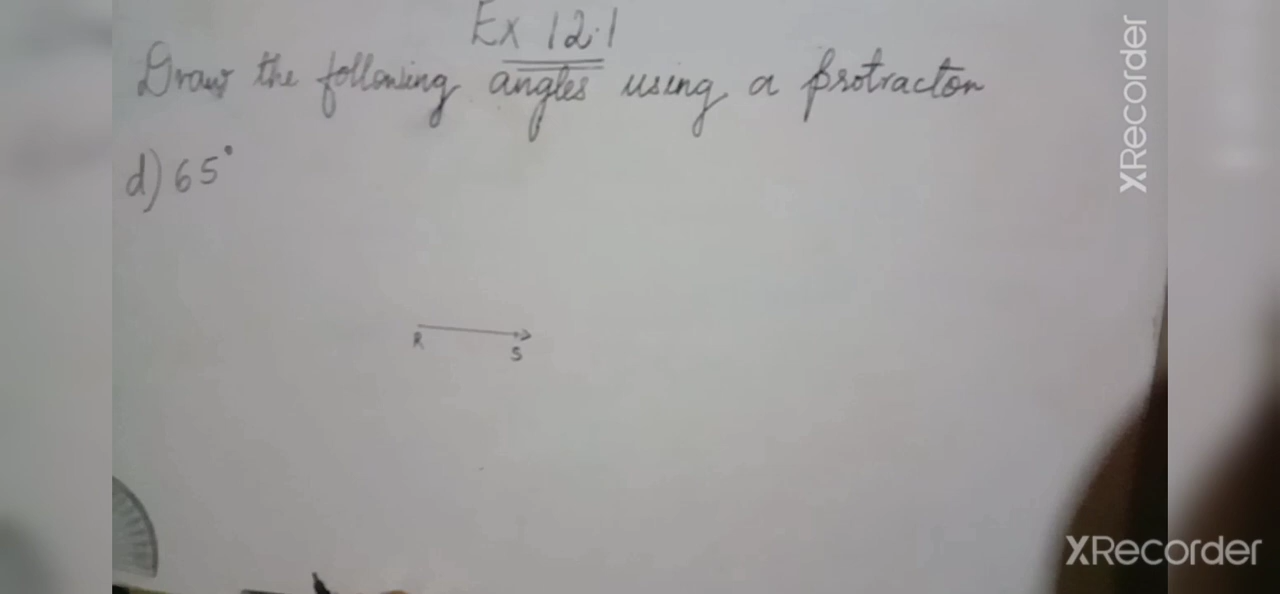 Ex 12.1
Draw the following angles using a protractor
d) 65°
R
S
XRecorder
XRecorder